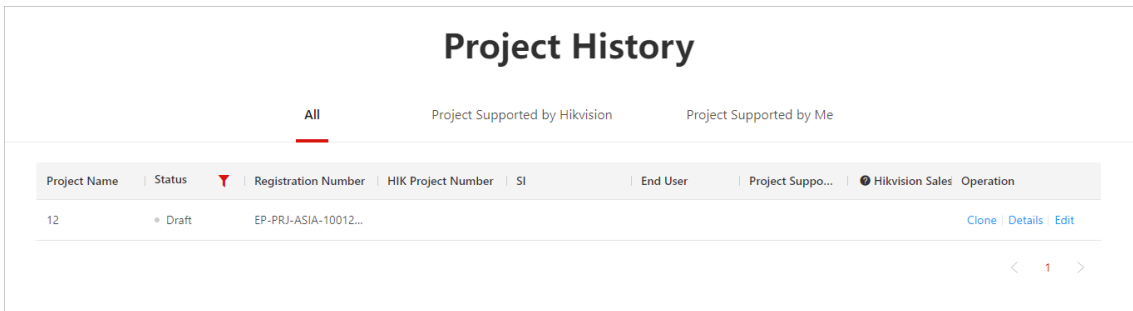 Project History
All Project Supported by Hikvision Project Supported by Me
Project Name Status Registration Number HIK Project Number SI End User Project Suppo... Hikvision Sales Operation
12 Draft EP-PRJ-ASIA-10012... Clone Details Edit
< 1 >